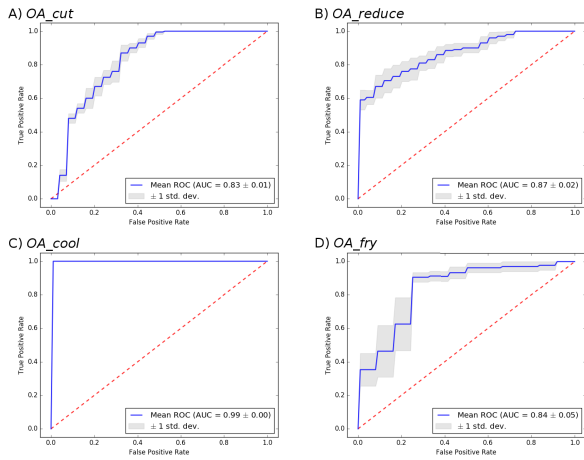 A) OA_cut
1.0
0.8
0.6
0.4
0.2
0.0
True Positive Rate
0.0 0.2 0.4 0.6 0.8 1.0
False Positive Rate
Mean ROC (AUC = 0.83 ± 0.01)
± 1 std. dev.
B) OA_reduce
1.0
0.8
0.6
0.4
0.2
0.0
True Positive Rate
0.0 0.2 0.4 0.6 0.8 1.0
False Positive Rate
Mean ROC (AUC = 0.87 ± 0.02)
± 1 std. dev.
C) OA_cool
1.0
0.8
0.6
0.4
0.2
0.0
True Positive Rate
0.0 0.2 0.4 0.6 0.8 1.0
False Positive Rate
Mean ROC (AUC = 0.99 ± 0.00)
± 1 std. dev.
D) OA_fry
1.0
0.8
0.6
0.4
0.2
0.0
True Positive Rate
0.0 0.2 0.4 0.6 0.8 1.0
False Positive Rate
Mean ROC (AUC = 0.84 ± 0.05)
± 1 std. dev.